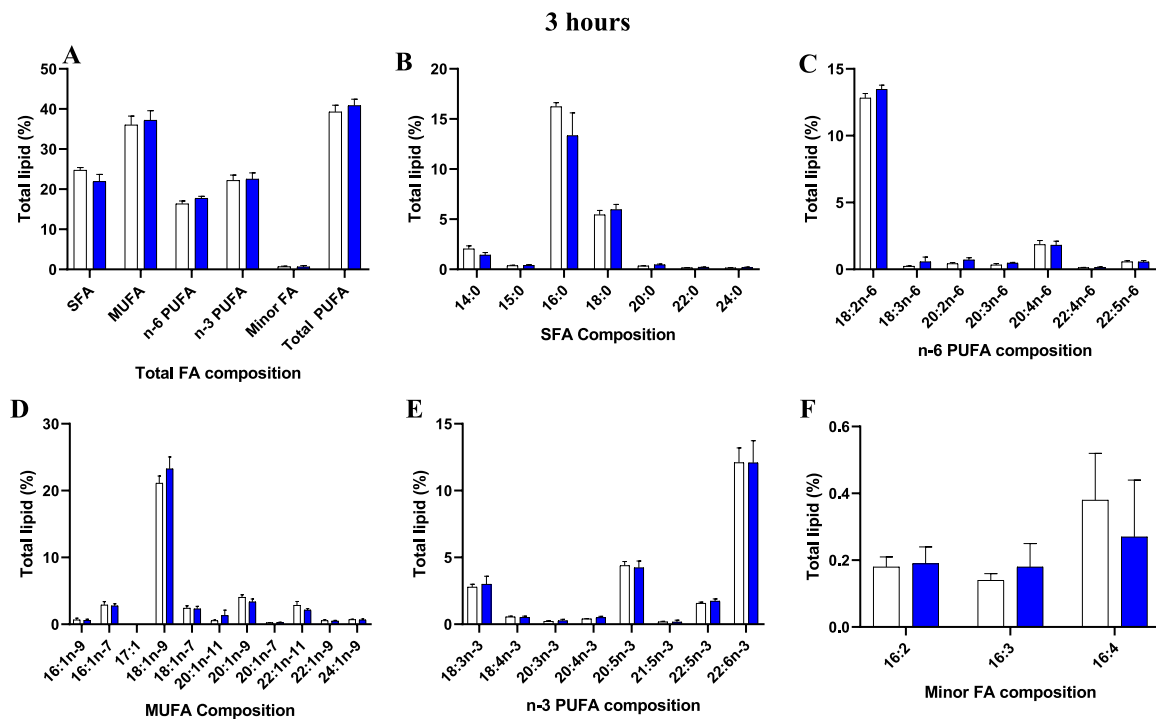 3 hours
A
Total lipid (%)
50
40
30
20
10
0
SFA
MUFA
n-6 PUFA
n-3 PUFA
Minor FA
Total PUFA
Total FA composition
B
Total lipid (%)
20
15
10
5
0
14:0
15:0
16:0
18:0
20:0
22:0
24:0
SFA Composition
C
Total lipid (%)
15
10
5
0
18:2n-6
18:3n-6
20:2n-6
20:3n-6
20:4n-6
22:4n-6
22:5n-6
n-6 PUFA composition
D
Total lipid (%)
30
20
10
0
16:1n-9
16:1n-7
17:1
18:1n-9
18:1n-7
20:1n-11
20:1n-9
20:1n-7
22:1n-11
22:1n-9
24:1n-9
MUFA Composition
E
Total lipid (%)
15
10
5
0
18:3n-3
18:4n-3
20:3n-3
20:4n-3
20:5n-3
21:5n-3
22:5n-3
22:6n-3
n-3 PUFA composition
F
Total lipid (%)
0.6
0.4
0.2
0.0
16:2
16:3
16:4
Minor FA composition